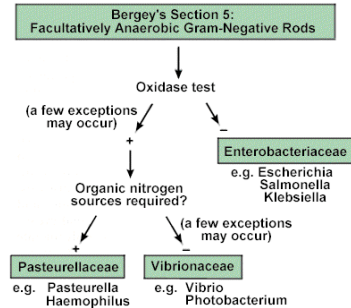 Bergey's Section 5:
Facultatively Anaerobic Gram-Negative Rods
Oxidase test
(a few exceptions
may occur)
+
−
Enterobacteriaceae
e.g. Escherichia
Salmonella
Klebsiella
Organic nitrogen
sources required?
(a few exceptions
may occur)
+
−
Pasteurellaceae
e.g. Pasteurella
Haemophilus
Vibrionaceae
e.g. Vibrio
Photobacterium